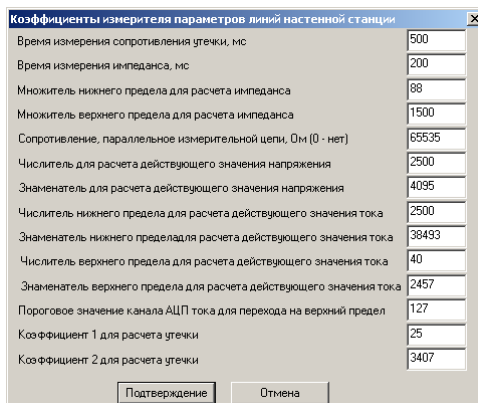 Коэффициенты измерителя параметров линий настенной станции
Время измерения сопротивления утечки, мс 500
Время измерения импеданса, мс 200
Множитель нижнего предела для расчета импеданса 88
Множитель верхнего предела для расчета импеданса 1500
Сопротивление, параллельное измерительной цепи, Ом (0 - нет) 65535
Числитель для расчета действующего значения напряжения 2500
Знаменатель для расчета действующего значения напряжения 4095
Числитель нижнего предела для расчета действующего значения тока 2500
Знаменатель нижнего пределадля расчета действующего значения тока 38493
Числитель верхнего предела для расчета действующего значения тока 40
Знаменатель верхнего предела для расчета действующего значения тока 2457
Пороговое значение канала АЦП тока для перехода на верхний предел 127
Коэффициент 1 для расчета утечки 25
Коэффициент 2 для расчета утечки 3407
Подтверждение Отмена